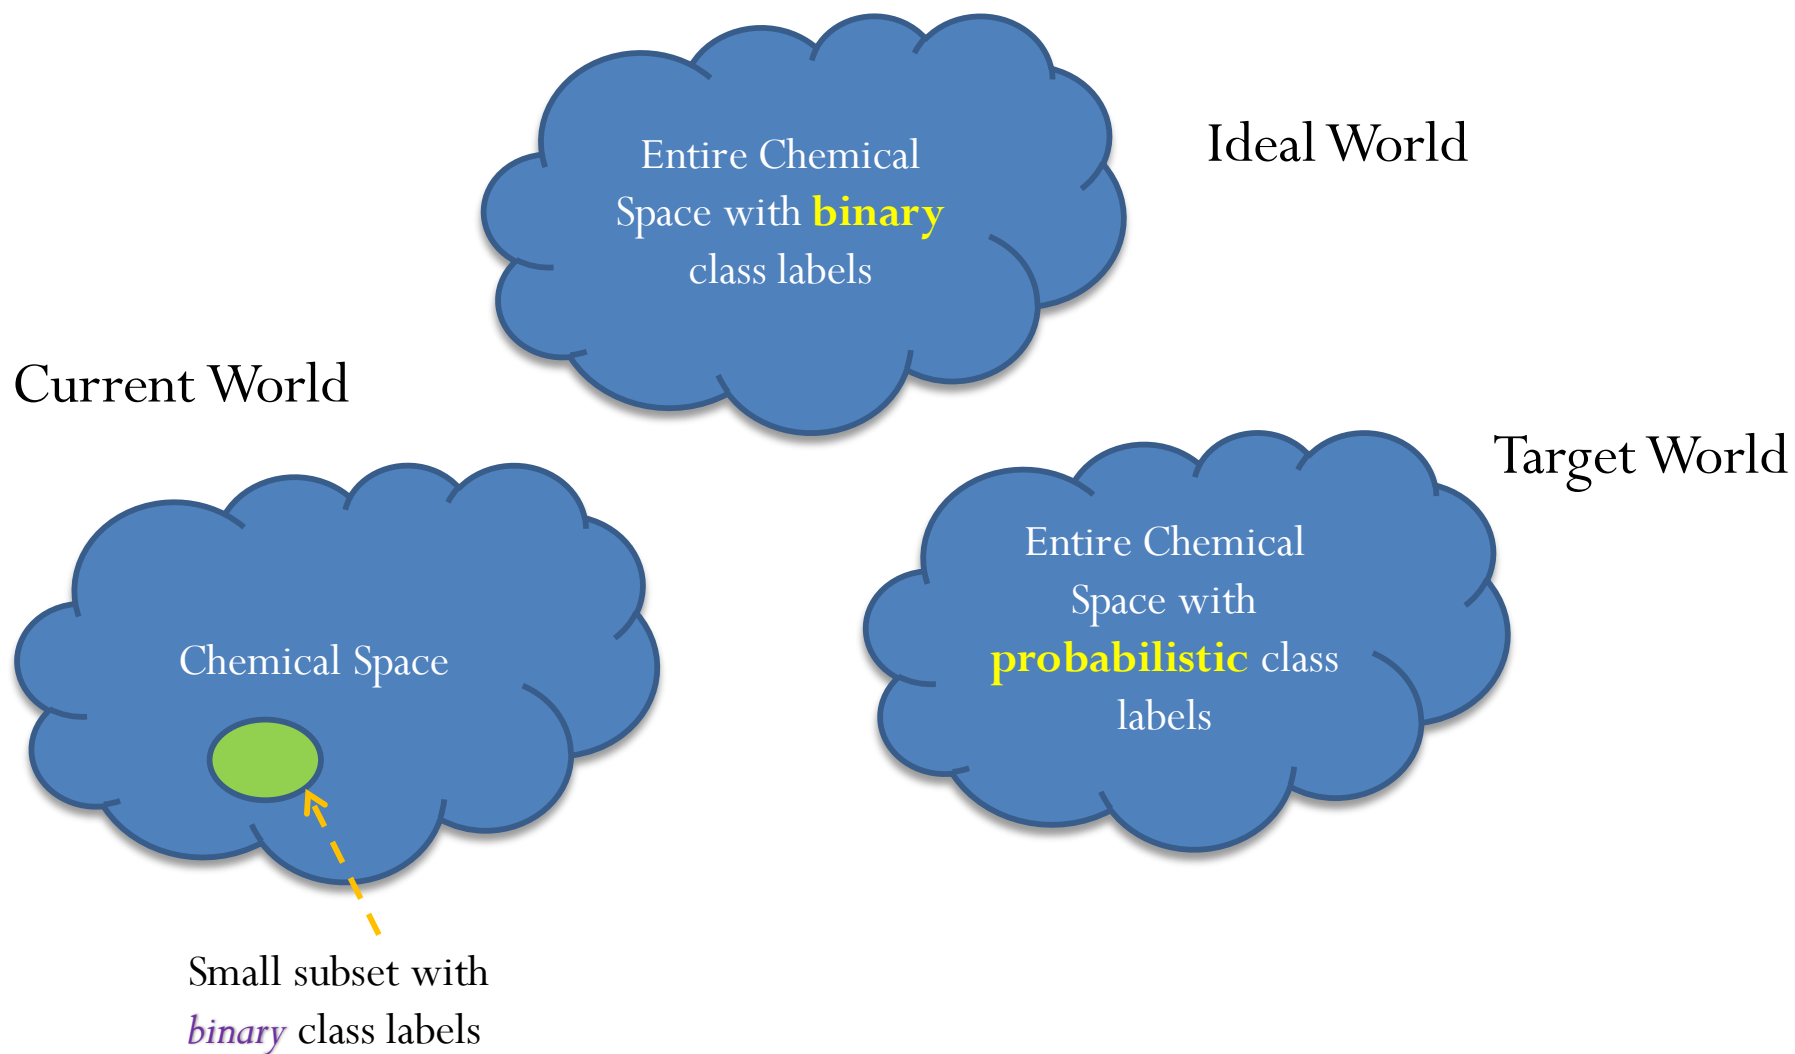 Entire Chemical
Space with binary
class labels
Ideal World
Current World
Chemical Space
Small subset with
binary class labels
Target World
Entire Chemical
Space with
probabilistic class
labels